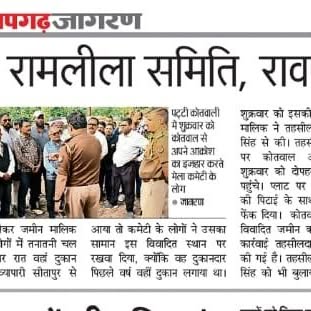 पगढ़ जागरण
रामलीला समिति, राव
पट्टी कोतवाली
में शुक्रवार को
कोतवाल से
अपने आक्रोश
का इजहार करते
मेला कमेटी के
लोग
● जागरण
लेकर जमीन मालिक
गों में तनातनी चल
र रात वहां दुकान
व्यापारी सीतापुर से
आया तो कमेटी के लोगों ने उसका
सामान इस विवादित स्थान पर
रखवा दिया, क्योंकि वह दुकानदार
पिछले वर्ष वहीं दुकान लगाया था।
शुक्रवार को इसकी
मालिक ने तहसील
सिंह से की। तहस
पर कोतवाल अ
शुक्रवार को दोपह
पहुंचे। प्लाट पर
की पिटाई के साथ
फेंक दिया। कोतव
विवादित जमीन क
कार्रवाई तहसीलदा
की गई है। तहसील
सिंह को भी बुला